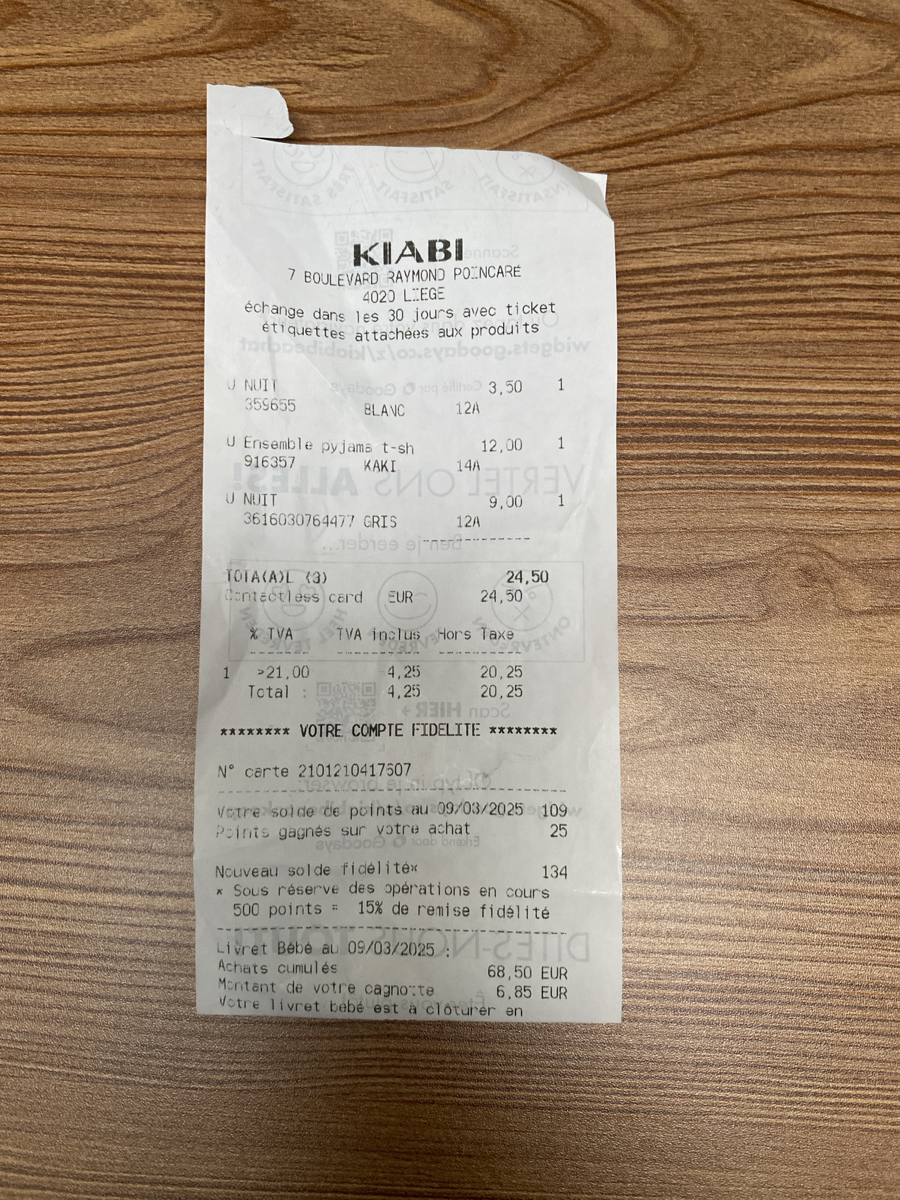 KIABI
7 BOULEVARD RAYMOND POINCARÉ
4020 LIEGE
échange dans les 30 jours avec ticket
étiquettes attachées aux produits
U NUIT 3,50 1
359655 BLANC 12A
U Ensemble pyjama t-sh 12,00 1
916357 KAKI 14A
U NUIT 9,00 1
3616030764477 GRIS 12A
--------------
TOTA(A)L (3) 24,50
Contactless card EUR 24,50
% TVA TVA inclus Hors Taxe
------- ------------- -----------
1 >21,00 4,25 20,25
Total : 4,25 20,25
******** VOTRE COMPTE FIDELITE ********
N° carte 2101210417607
Votre solde de points au 09/03/2025 109
Points gagnés sur votre achat 25
Nouveau solde fidélité* 134
* Sous réserve des opérations en cours
500 points = 15% de remise fidélité
Livret Bébé au 09/03/2025 :
Achats cumulés 68,50 EUR
Montant de votre cagnotte 6,85 EUR
Votre livret bébé est à clôturer en